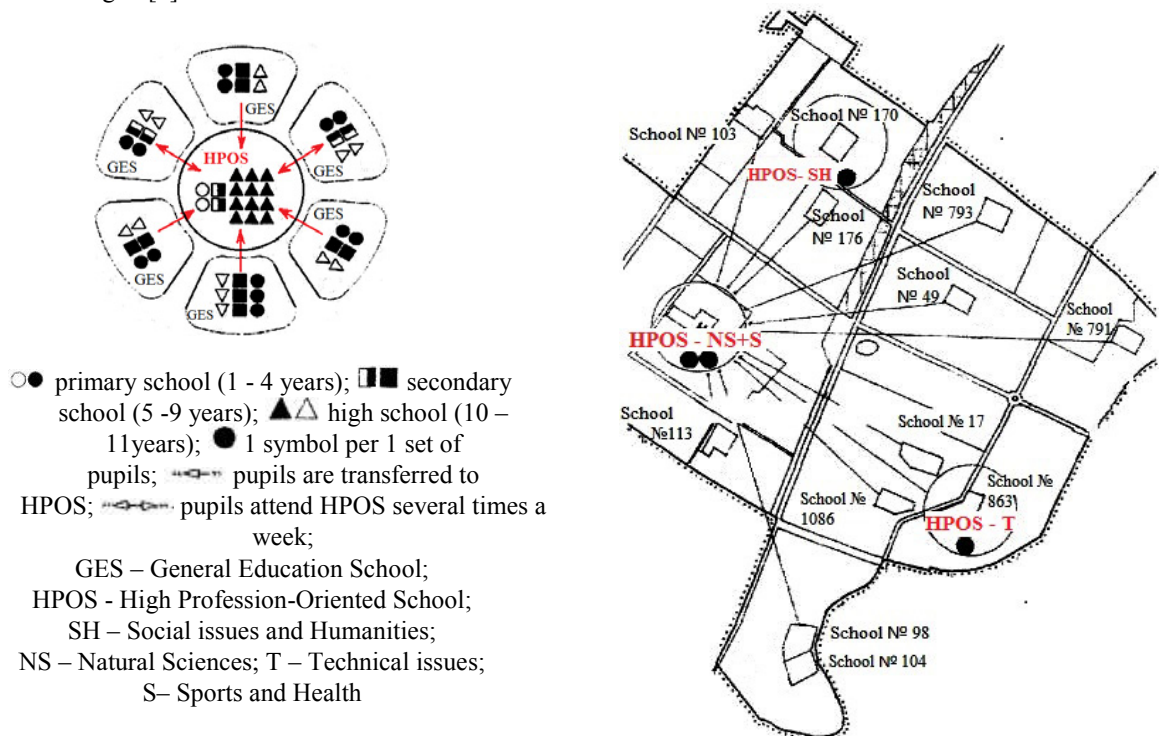 GES
GES
GES
HPOS
GES
GES
GES
primary school (1 - 4 years); secondary
school (5 -9 years); high school (10 –
11years); 1 symbol per 1 set of
pupils; pupils are transferred to
HPOS; pupils attend HPOS several times a
week;
GES – General Education School;
HPOS - High Profession-Oriented School;
SH – Social issues and Humanities;
NS – Natural Sciences; T – Technical issues;
S– Sports and Health
School № 103
School № 170
HPOS- SH
School
№ 176
School
№ 793
School
№ 49
School
№ 791
HPOS - NS+S
School
№113
School № 17
School №
1086
School №
863
HPOS - T
School № 98
School № 104